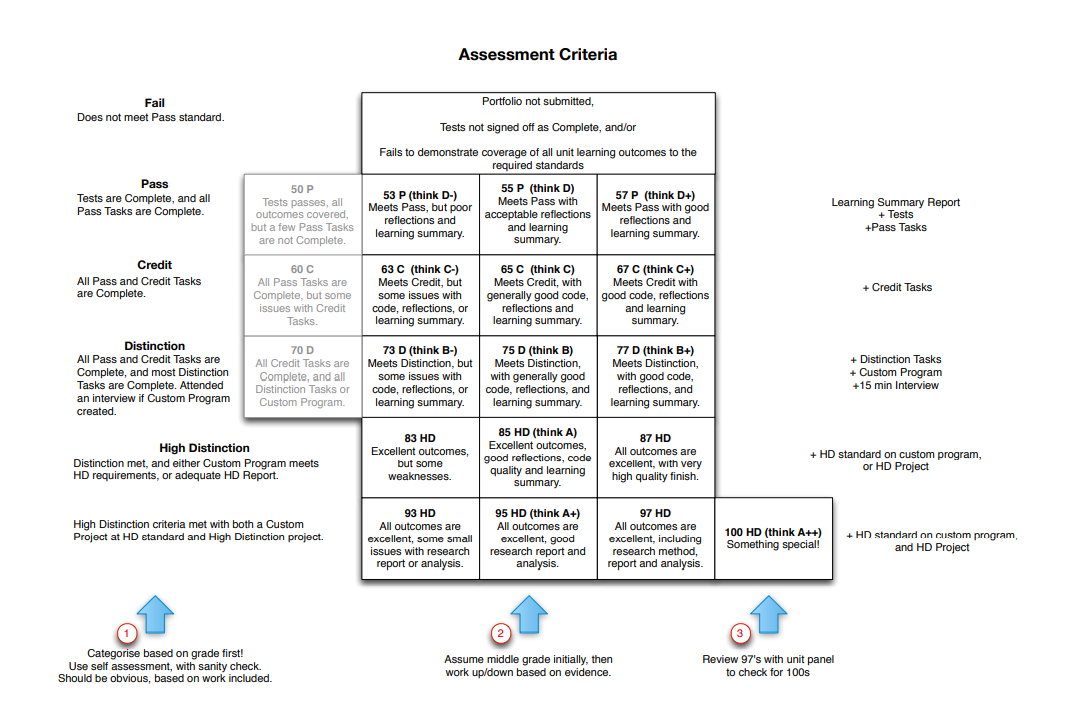 Assessment Criteria
Fail
Does not meet Pass standard.
Portfolio not submitted,
Tests not signed off as Complete, and/or
Fails to demonstrate coverage of all unit learning outcomes to the
required standards
Pass
Tests are Complete, and all
Pass Tasks are Complete.
50 P
Tests passes, all
outcomes covered,
but a few Pass Tasks
are not Complete.
53 P (think D-)
Meets Pass, but poor
reflections and
learning summary.
55 P (think D)
Meets Pass with
acceptable reflections
and learning
summary.
57 P (think D+)
Meets Pass with good
reflections and
learning summary.
Learning Summary Report
+ Tests
+Pass Tasks
Credit
All Pass and Credit Tasks
are Complete.
60 C
All Pass Tasks are
Complete, but some
issues with Credit
Tasks.
63 C (think C-)
Meets Credit, but
some issues with
code, reflections, or
learning summary.
65 C (think C)
Meets Credit, with
generally good code,
reflections and
learning summary.
67 C (think C+)
Meets Credit with
good code, reflections
and learning
summary.
+ Credit Tasks
Distinction
All Pass and Credit Tasks are
Complete, and most Distinction
Tasks are Complete. Attended
an interview if Custom Program
created.
70 D
All Credit Tasks are
Complete, and all
Distinction Tasks or
Custom Program.
73 D (think B-)
Meets Distinction, but
some issues with
code, reflections, or
learning summary.
75 D (think B)
Meets Distinction,
with generally good
code, reflections, and
learning summary.
77 D (think B+)
Meets Distinction,
with good code,
reflections, and
learning summary.
+ Distinction Tasks
+ Custom Program
+15 min Interview
High Distinction
Distinction met, and either Custom Program meets
HD requirements, or adequate HD Report.
83 HD
Excellent outcomes,
but some
weaknesses.
85 HD (think A)
Excellent outcomes,
good reflections, code
quality and learning
summary.
87 HD
All outcomes are
excellent, with very
high quality finish.
+ HD standard on custom program,
or HD Project
High Distinction criteria met with both a Custom
Project at HD standard and High Distinction project.
93 HD
All outcomes are
excellent, some small
issues with research
report or analysis.
95 HD (think A+)
All outcomes are
excellent, good
research report and
analysis.
97 HD
All outcomes are
excellent, including
research method,
report and analysis.
100 HD (think A++)
Something special!
+ HD standard on custom program,
and HD Project
1
Categorise based on grade first!
Use self assessment, with sanity check.
Should be obvious, based on work included.
2
Assume middle grade initially, then
work up/down based on evidence.
3
Review 97's with unit panel
to check for 100s